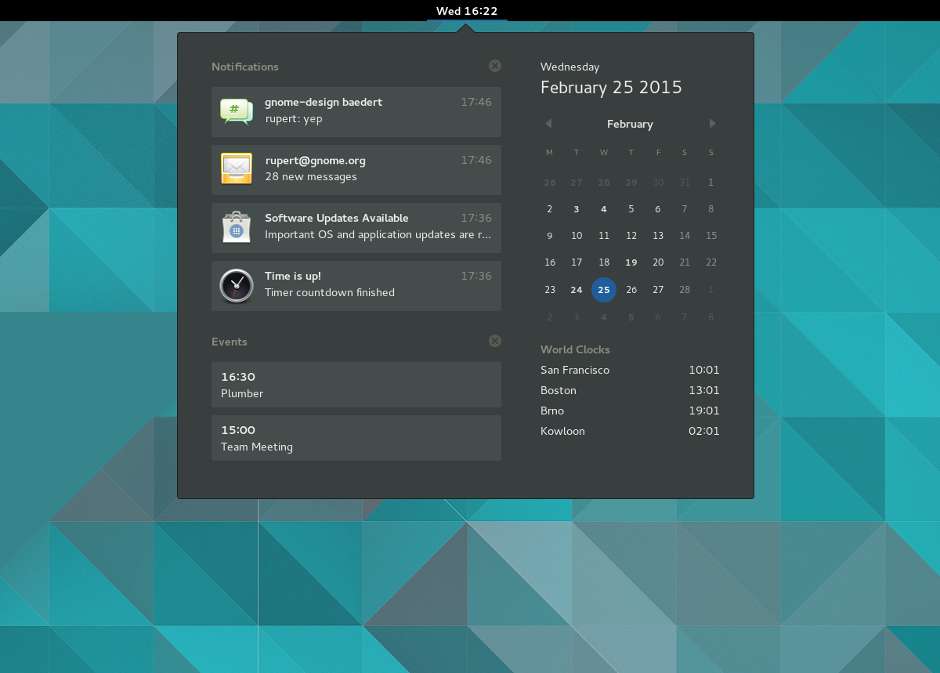 Wed 16:22
Notifications
gnome-design baedert 17:46
rupert: yep
rupert@gnome.org 17:46
28 new messages
Software Updates Available 17:36
Important OS and application updates are r...
Time is up! 17:36
Timer countdown finished
Events
16:30
Plumber
15:00
Team Meeting
Wednesday
February 25 2015
February
M T W T F S S
26 27 28 29 30 31 1
2 3 4 5 6 7 8
9 10 11 12 13 14 15
16 17 18 19 20 21 22
23 24 25 26 27 28 1
2 3 4 5 6 7 8
World Clocks
San Francisco 10:01
Boston 13:01
Brno 19:01
Kowloon 02:01